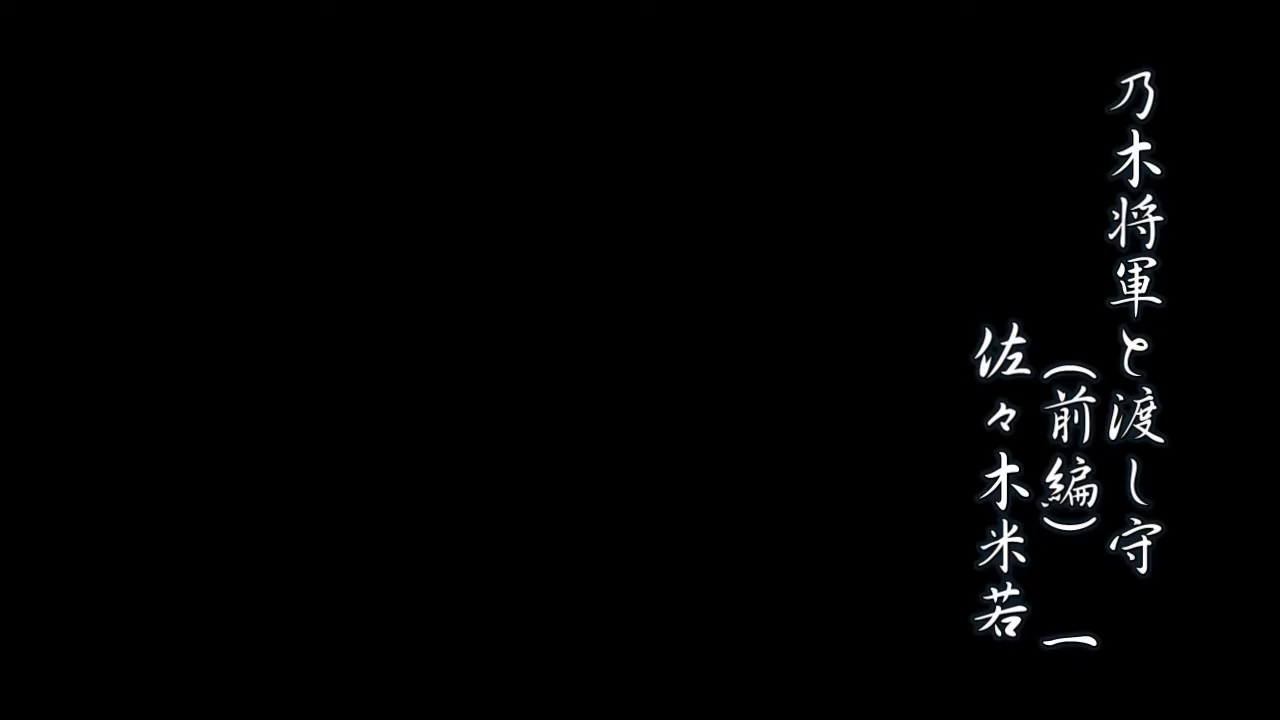 乃木将軍と渡し守
（前編）　一
佐々木米若